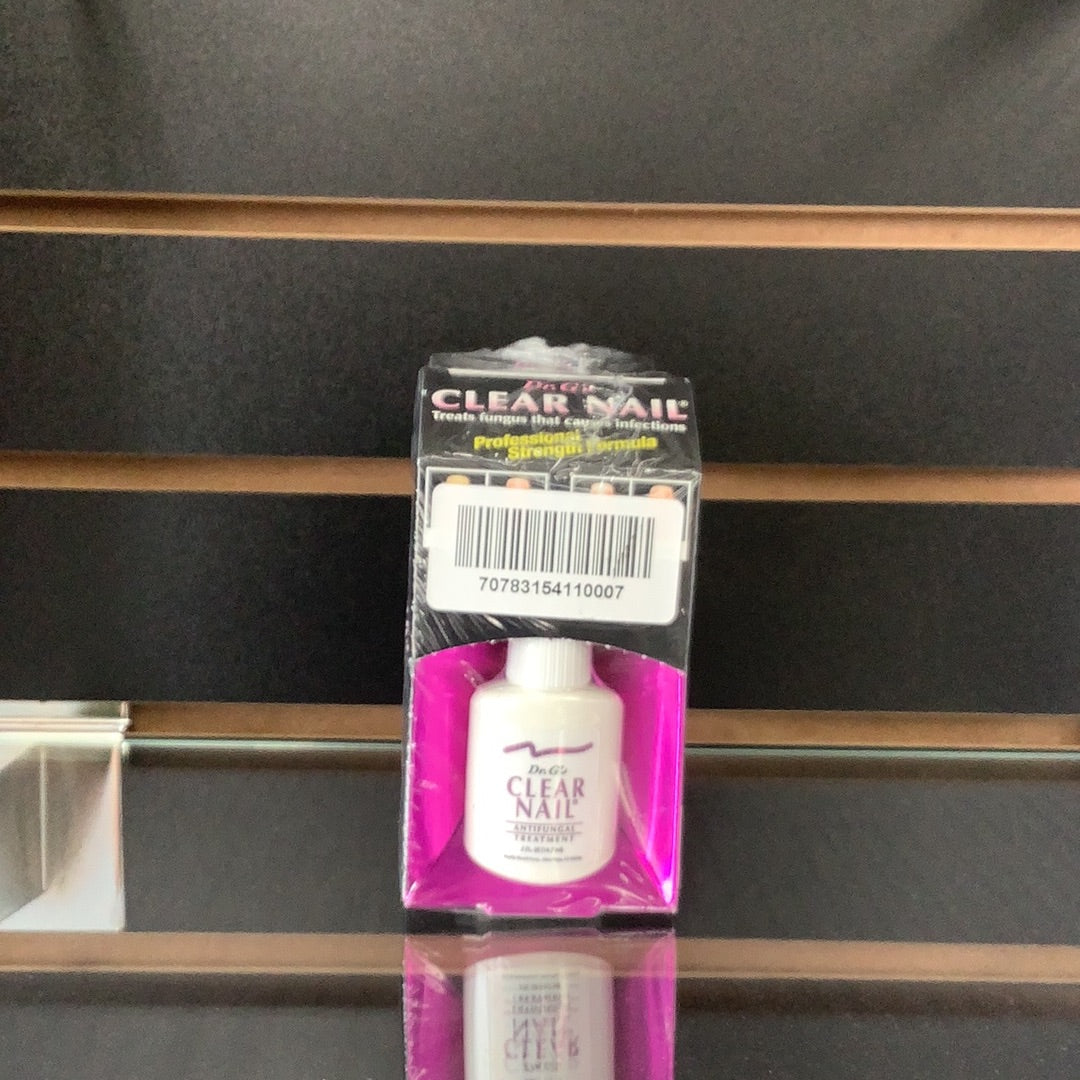 Dr. G's
CLEAR NAIL®
Treats fungus that causes infections
Professional
Strength Formula
70783154110007
Dr. G's
CLEAR
NAIL®
ANTIFUNGAL
TREATMENT